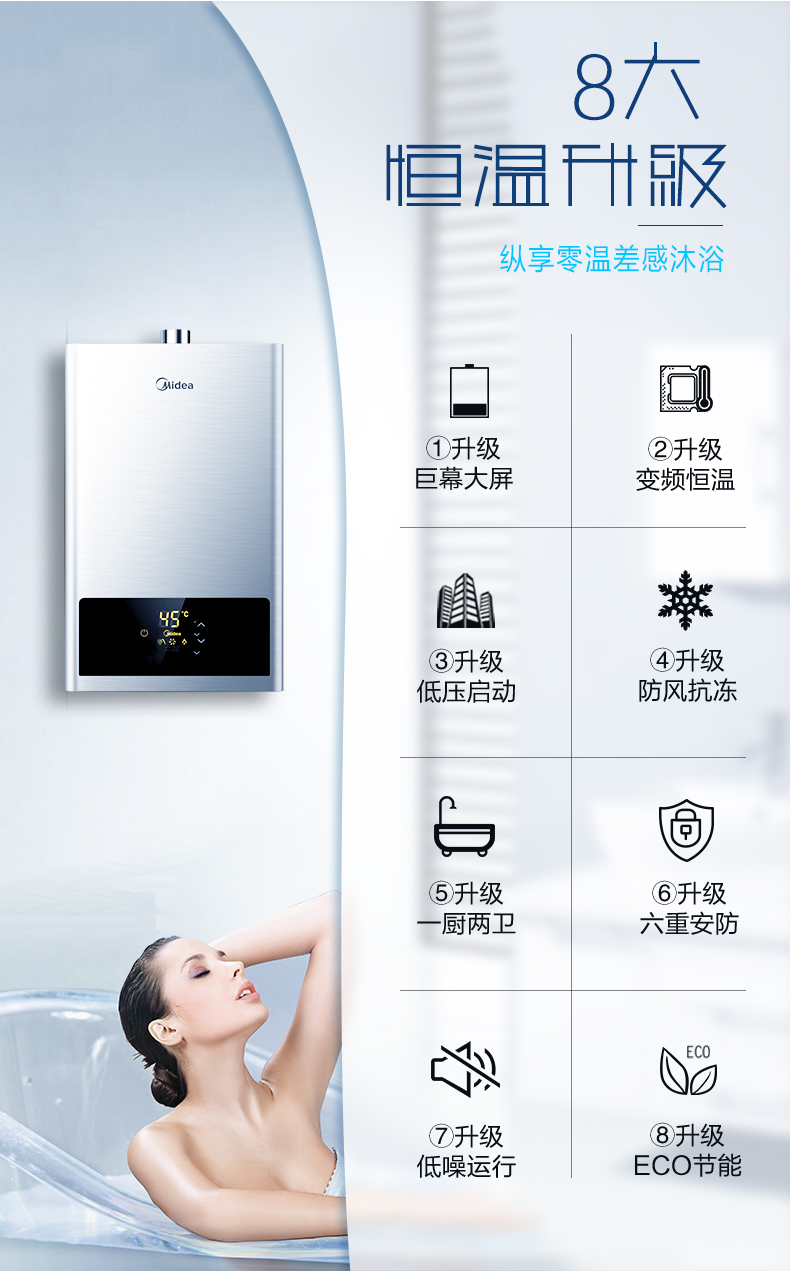 8大
恒温升級
纵享零温差感沐浴
Midea
45℃
Midea
①升级
巨幕大屏
②升级
变频恒温
③升级
低压启动
④升级
防风抗冻
⑤升级
一厨两卫
⑥升级
六重安防
⑦升级
低噪运行
ECO
⑧升级
ECO节能